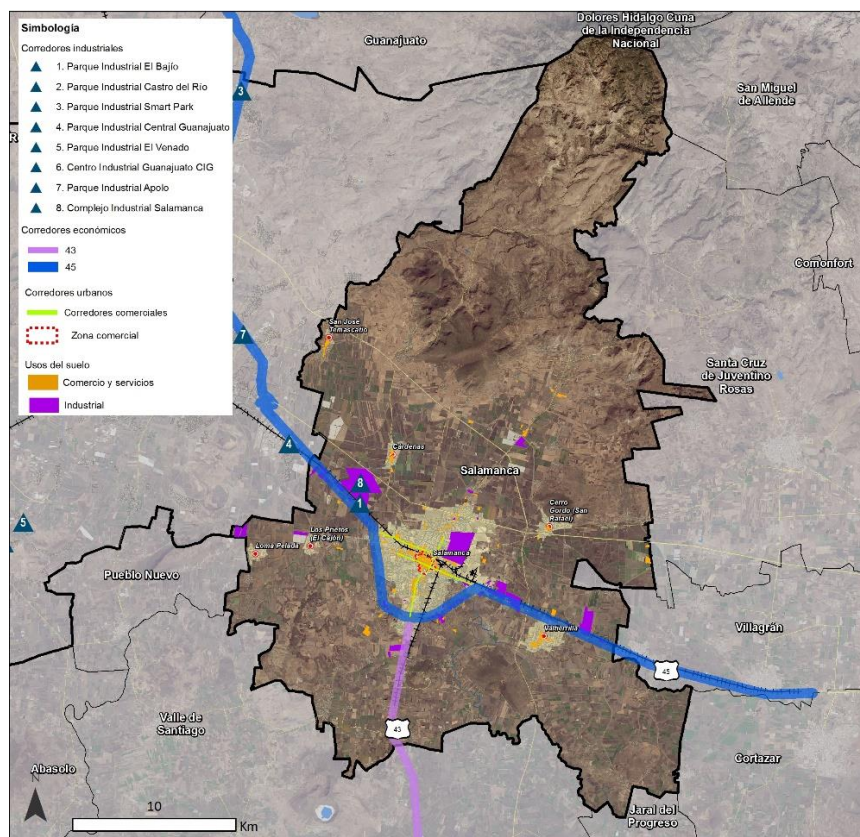 Simbología
Corredores industriales
1. Parque Industrial El Bajío
2. Parque Industrial Castro del Río
3. Parque Industrial Smart Park
4. Parque Industrial Central Guanajuato
5. Parque Industrial El Venado
6. Centro Industrial Guanajuato CIG
7. Parque Industrial Apolo
8. Complejo Industrial Salamanca
Corredores económicos
43
45
Corredores urbanos
Corredores comerciales
Zona comercial
Usos del suelo
Comercio y servicios
Industrial
Dolores Hidalgo Cuna
de la Independencia
Nacional
Guanajuato
San Miguel
de Allende
3
R
Comonfort
San José
Temascatío
7
Santa Cruz
de Juventino
Rosas
4
Cárdenas
Salamanca
8
1
5
Cerro
Gordo (San
Rafael)
Los Prietos
(El Cajón)
Loma Pelada
Salamanca
Pueblo Nuevo
Villagrán
Valtierrilla
45
Valle de
Santiago
43
Cortazar
Abasolo
N
10
Km
Jaral del
Progreso